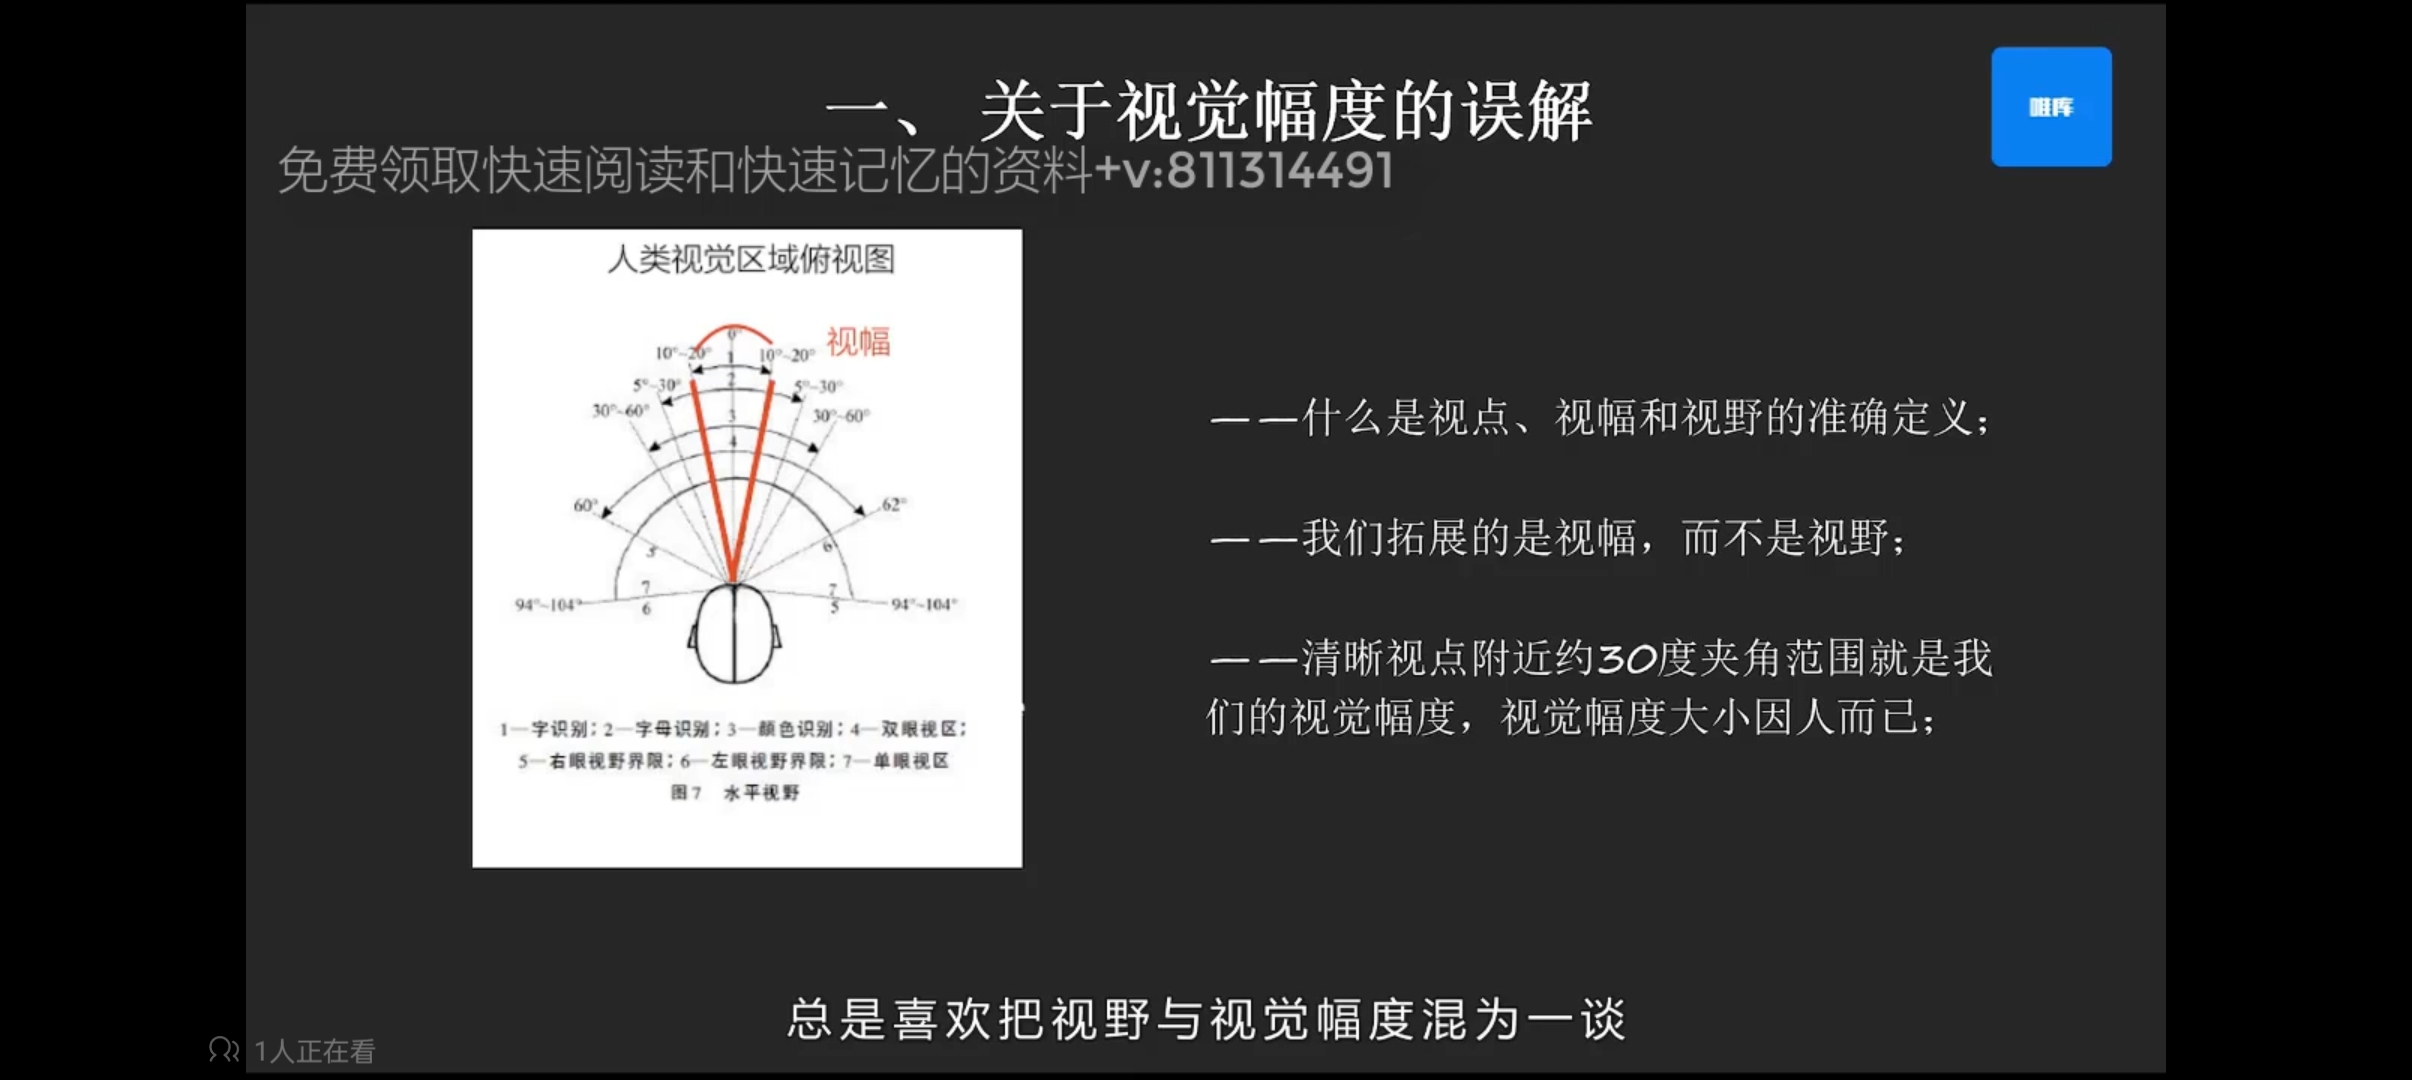 一、 关于视觉幅度的误解
唯库
免费领取快速阅读和快速记忆的资料+v:811314491
人类视觉区域俯视图
0°
视幅
10°~20° 1 10°~20°
2
5°~30° 5°~30°
30°~60° 3 30°~60°
4
60° 62°
5 6
7 7
94°~104° 94°~104°
6 5
1—字识别；2—字母识别；3—颜色识别；4—双眼视区；
5—右眼视野界限；6—左眼视野界限；7—单眼视区
图7 水平视野
——什么是视点、视幅和视野的准确定义；
——我们拓展的是视幅，而不是视野；
——清晰视点附近约30度夹角范围就是我
们的视觉幅度，视觉幅度大小因人而已；
总是喜欢把视野与视觉幅度混为一谈
1人正在看